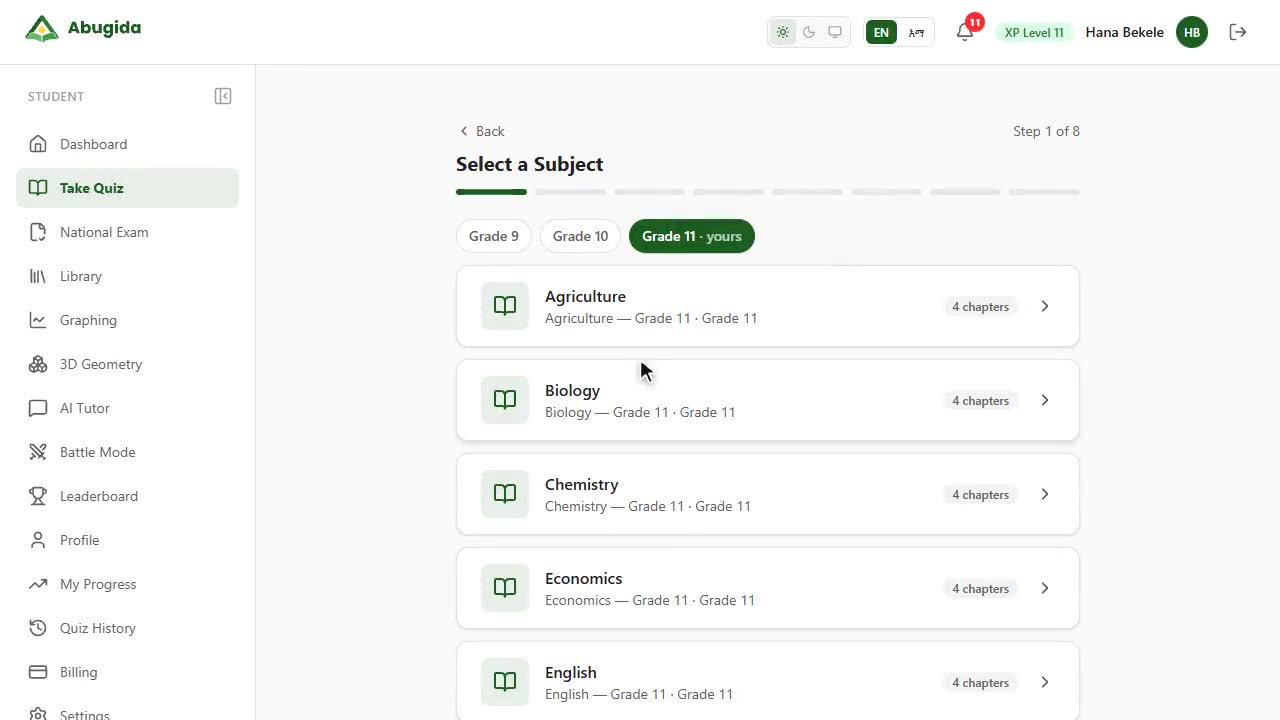 Abugida
EN
አማ
11
XP Level 11
Hana Bekele
HB
STUDENT
Dashboard
Take Quiz
National Exam
Library
Graphing
3D Geometry
AI Tutor
Battle Mode
Leaderboard
Profile
My Progress
Quiz History
Billing
Settings
Back
Step 1 of 8
Select a Subject
Grade 9
Grade 10
Grade 11 · yours
Agriculture
Agriculture — Grade 11 · Grade 11
4 chapters
Biology
Biology — Grade 11 · Grade 11
4 chapters
Chemistry
Chemistry — Grade 11 · Grade 11
4 chapters
Economics
Economics — Grade 11 · Grade 11
4 chapters
English
English — Grade 11 · Grade 11
4 chapters